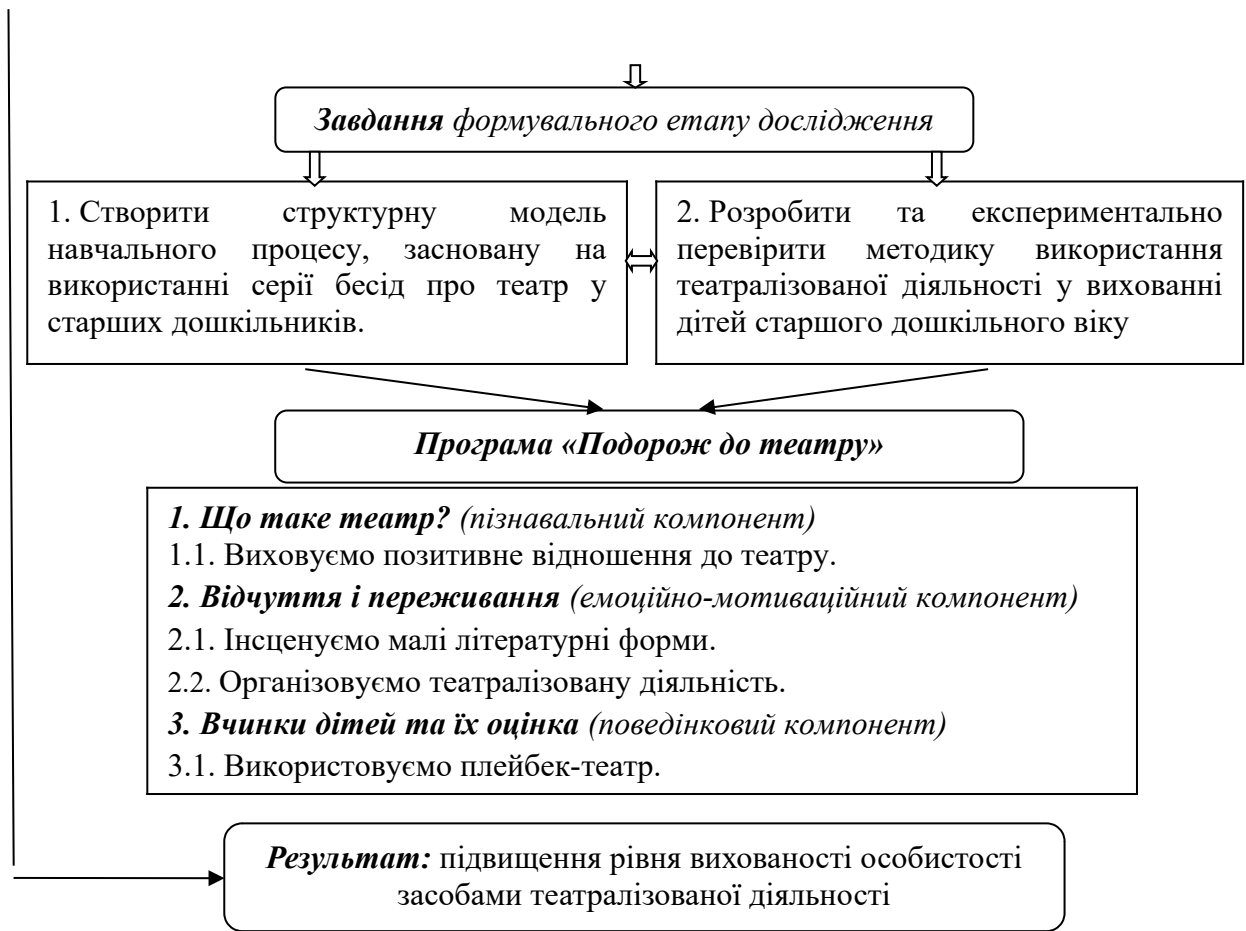 Завдання формувального етапу дослідження
1. Створити структурну модель
навчального процесу, засновану на
використанні серії бесід про театр у
старших дошкільників.
2. Розробити та експериментально
перевірити методику використання
театралізованої діяльності у вихованні
дітей старшого дошкільного віку
Програма «Подорож до театру»
1. Що таке театр? (пізнавальний компонент)
1.1. Виховуємо позитивне відношення до театру.
2. Відчуття і переживання (емоційно-мотиваційний компонент)
2.1. Інсценуємо малі літературні форми.
2.2. Організовуємо театралізовану діяльність.
3. Вчинки дітей та їх оцінка (поведінковий компонент)
3.1. Використовуємо плейбек-театр.
Результат: підвищення рівня вихованості особистості
засобами театралізованої діяльності